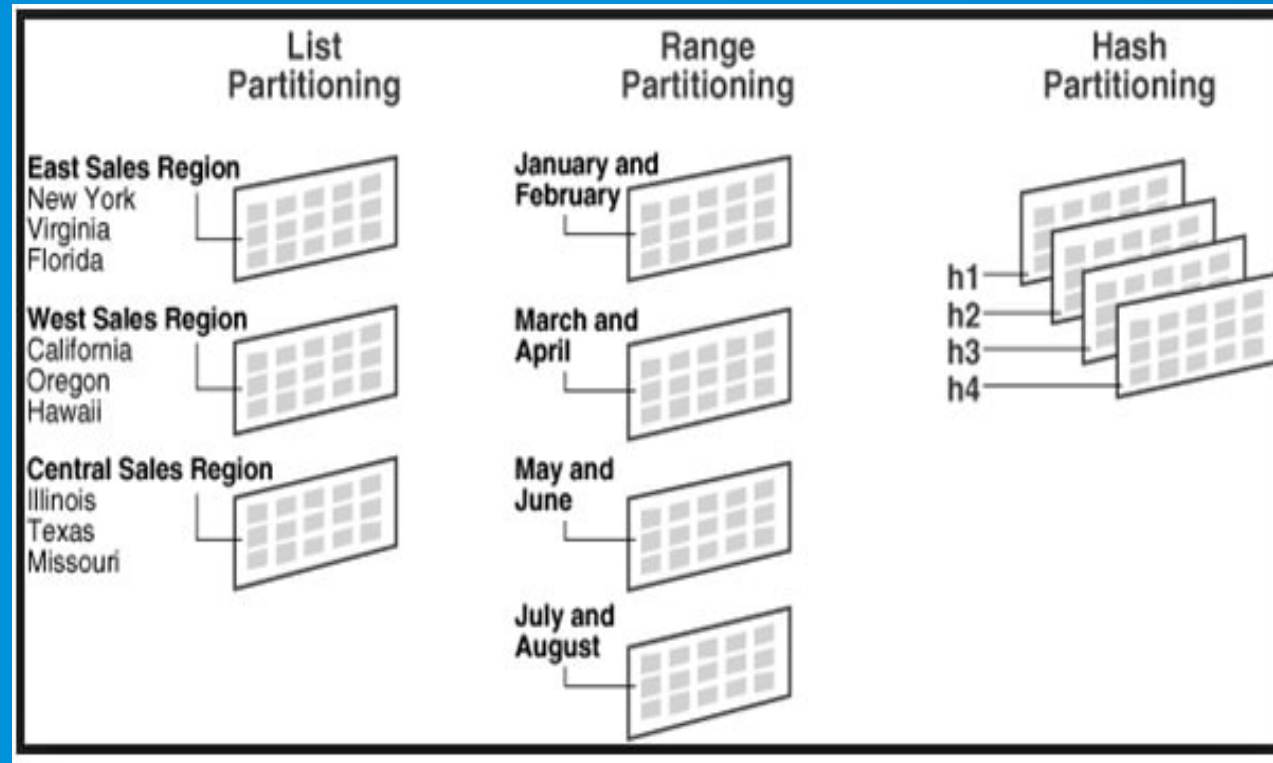 List
Partitioning
East Sales Region
New York
Virginia
Florida
West Sales Region
California
Oregon
Hawaii
Central Sales Region
Illinois
Texas
Missouri
Range
Partitioning
January and
February
March and
April
May and
June
July and
August
Hash
Partitioning
h1
h2
h3
h4